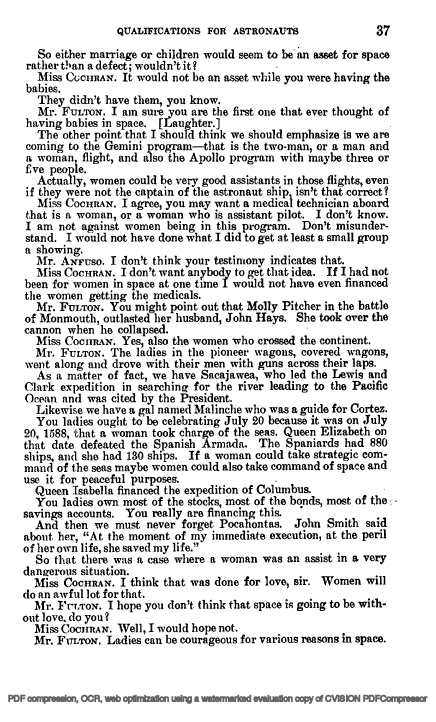 QUALIFICATIONS FOR ASTRONAUTS 37
So either marriage or children would seem to be an asset for space
rather than a defect; wouldn't it?
Miss COCHRAN. It would not be an asset while you were having the
babies.
They didn't have them, you know.
Mr. FULTON. I am sure you are the first one that ever thought of
having babies in space. [Laughter.]
The other point that I should think we should emphasize is we are
coming to the Gemini program—that is the two-man, or a man and
a woman, flight, and also the Apollo program with maybe three or
five people.
Actually, women could be very good assistants in those flights, even
if they were not the captain of the astronaut ship, isn't that correct?
Miss COCHRAN. I agree, you may want a medical technician aboard
that is a woman, or a woman who is assistant pilot. I don't know.
I am not against women being in this program. Don't misunder-
stand. I would not have done what I did to get at least a small group
a showing.
Mr. ANFUSO. I don't think your testimony indicates that.
Miss COCHRAN. I don't want anybody to get that idea. If I had not
been for women in space at one time I would not have even financed
the women getting the medicals.
Mr. FULTON. You might point out that Molly Pitcher in the battle
of Monmouth, outlasted her husband, John Hays. She took over the
cannon when he collapsed.
Miss COCHRAN. Yes, also the women who crossed the continent.
Mr. FULTON. The ladies in the pioneer wagons, covered wagons,
went along and drove with their men with guns across their laps.
As a matter of fact, we have Sacajawea, who led the Lewis and
Clark expedition in searching for the river leading to the Pacific
Ocean and was cited by the President.
Likewise we have a gal named Malinche who was a guide for Cortez.
You ladies ought to be celebrating July 20 because it was on July
20, 1588, that a woman took charge of the seas. Queen Elizabeth on
that date defeated the Spanish Armada. The Spaniards had 880
ships, and she had 130 ships. If a woman could take strategic com-
mand of the seas maybe women could also take command of space and
use it for peaceful purposes.
Queen Isabella financed the expedition of Columbus.
You ladies own most of the stocks, most of the bonds, most of the
savings accounts. You really are financing this.
And then we must never forget Pocahontas. John Smith said
about her, "At the moment of my immediate execution, at the peril
of her own life, she saved my life."
So that there was a case where a woman was an assist in a very
dangerous situation.
Miss COCHRAN. I think that was done for love, sir. Women will
do an awful lot for that.
Mr. FULTON. I hope you don't think that space is going to be with-
out love, do you?
Miss COCHRAN. Well, I would hope not.
Mr. FULTON. Ladies can be courageous for various reasons in space.
PDF compression, OCR, web optimization using a watermarked evaluation copy of CVISION PDFCompressor